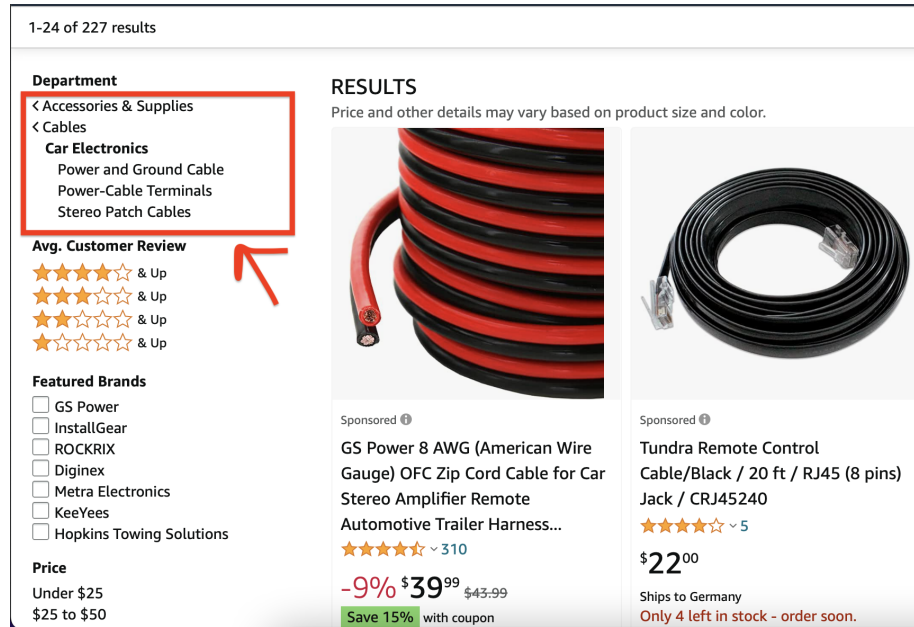 1-24 of 227 results
Department
< Accessories & Supplies
< Cables
Car Electronics
Power and Ground Cable
Power-Cable Terminals
Stereo Patch Cables
Avg. Customer Review
& Up
& Up
& Up
& Up
Featured Brands
GS Power
InstallGear
ROCKRIX
Diginex
Metra Electronics
KeeYees
Hopkins Towing Solutions
Price
Under $25
$25 to $50
RESULTS
Price and other details may vary based on product size and color.
Sponsored
GS Power 8 AWG (American Wire
Gauge) OFC Zip Cord Cable for Car
Stereo Amplifier Remote
Automotive Trailer Harness...
310
-9% $39.99 $43.99
Save 15% with coupon
Sponsored
Tundra Remote Control
Cable/Black / 20 ft / RJ45 (8 pins)
Jack / CRJ45240
5
$22.00
Ships to Germany
Only 4 left in stock - order soon.